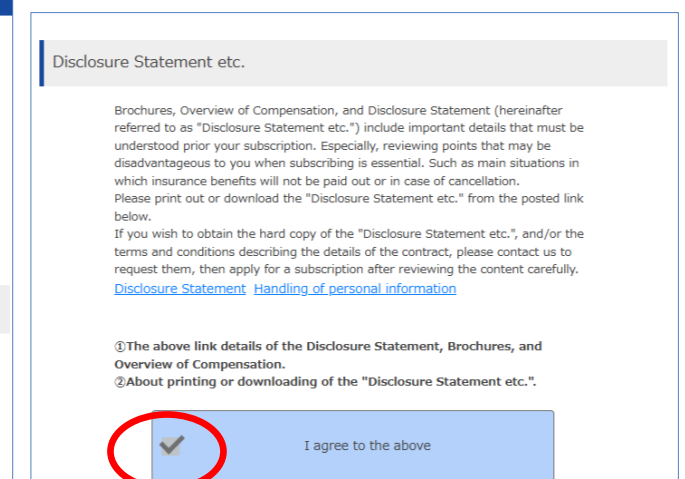 Disclosure Statement etc.
Brochures, Overview of Compensation, and Disclosure Statement (hereinafter
referred to as "Disclosure Statement etc.") include important details that must be
understood prior your subscription. Especially, reviewing points that may be
disadvantageous to you when subscribing is essential. Such as main situations in
which insurance benefits will not be paid out or in case of cancellation.
Please print out or download the "Disclosure Statement etc." from the posted link
below.
If you wish to obtain the hard copy of the "Disclosure Statement etc.", and/or the
terms and conditions describing the details of the contract, please contact us to
request them, then apply for a subscription after reviewing the content carefully.
Disclosure Statement Handling of personal information
①The above link details of the Disclosure Statement, Brochures, and
Overview of Compensation.
②About printing or downloading of the "Disclosure Statement etc.".
I agree to the above